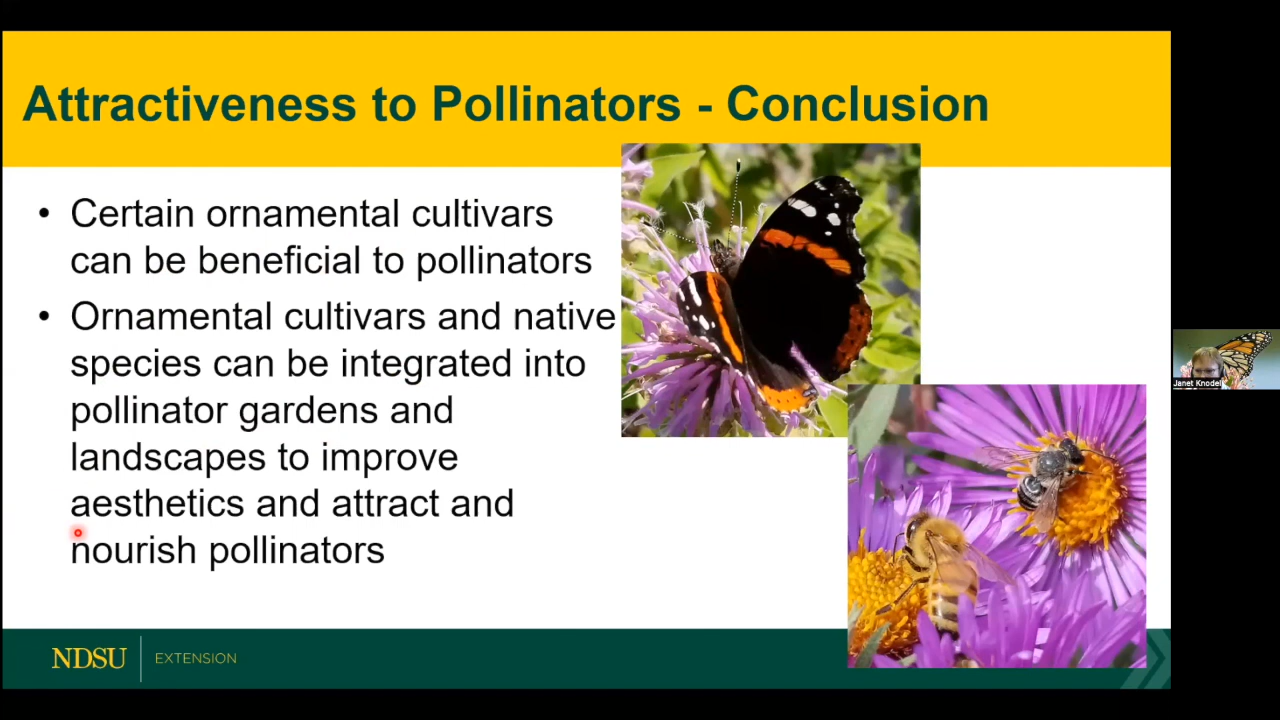 Attractiveness to Pollinators - Conclusion
• Certain ornamental cultivars
can be beneficial to pollinators
• Ornamental cultivars and native
species can be integrated into
pollinator gardens and
landscapes to improve
aesthetics and attract and
nourish pollinators
Janet Knodel
NDSU EXTENSION